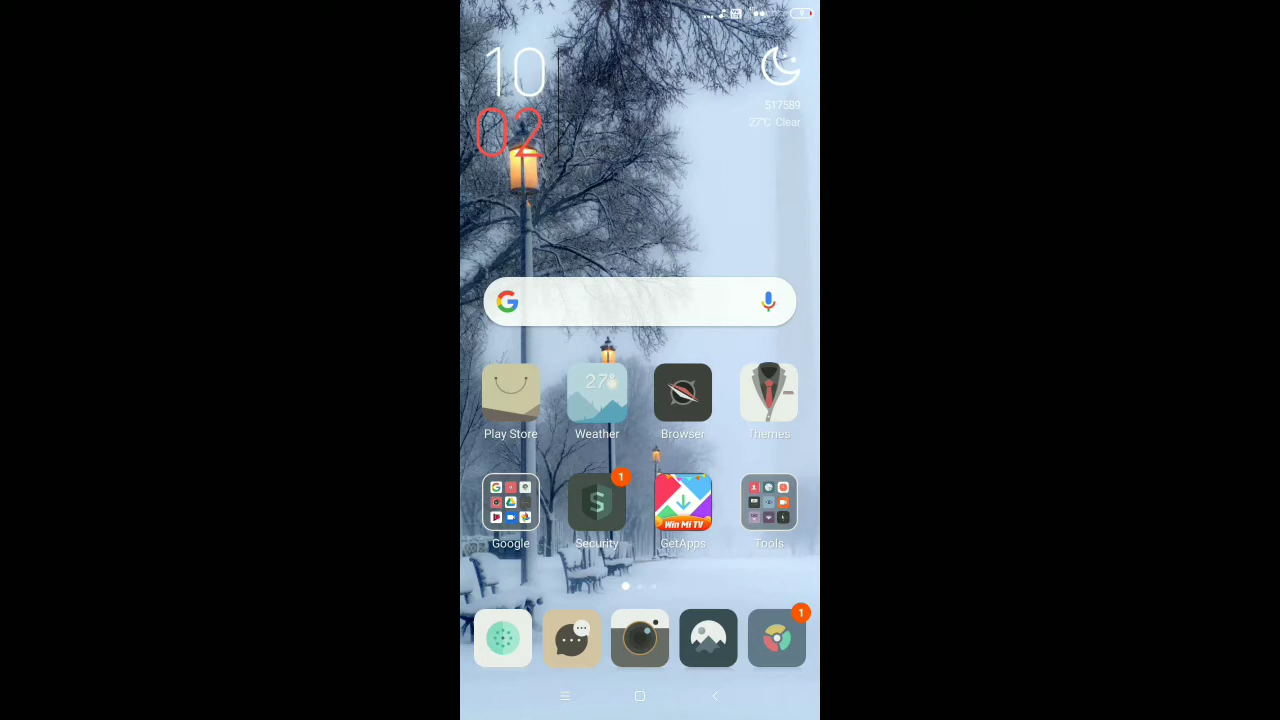 10
02
S17589
27°C Clear
G
27°
Play Store
Weather
Browser
Themes
1
S
Win Mi TV
Google
Security
GetApps
Tools
1